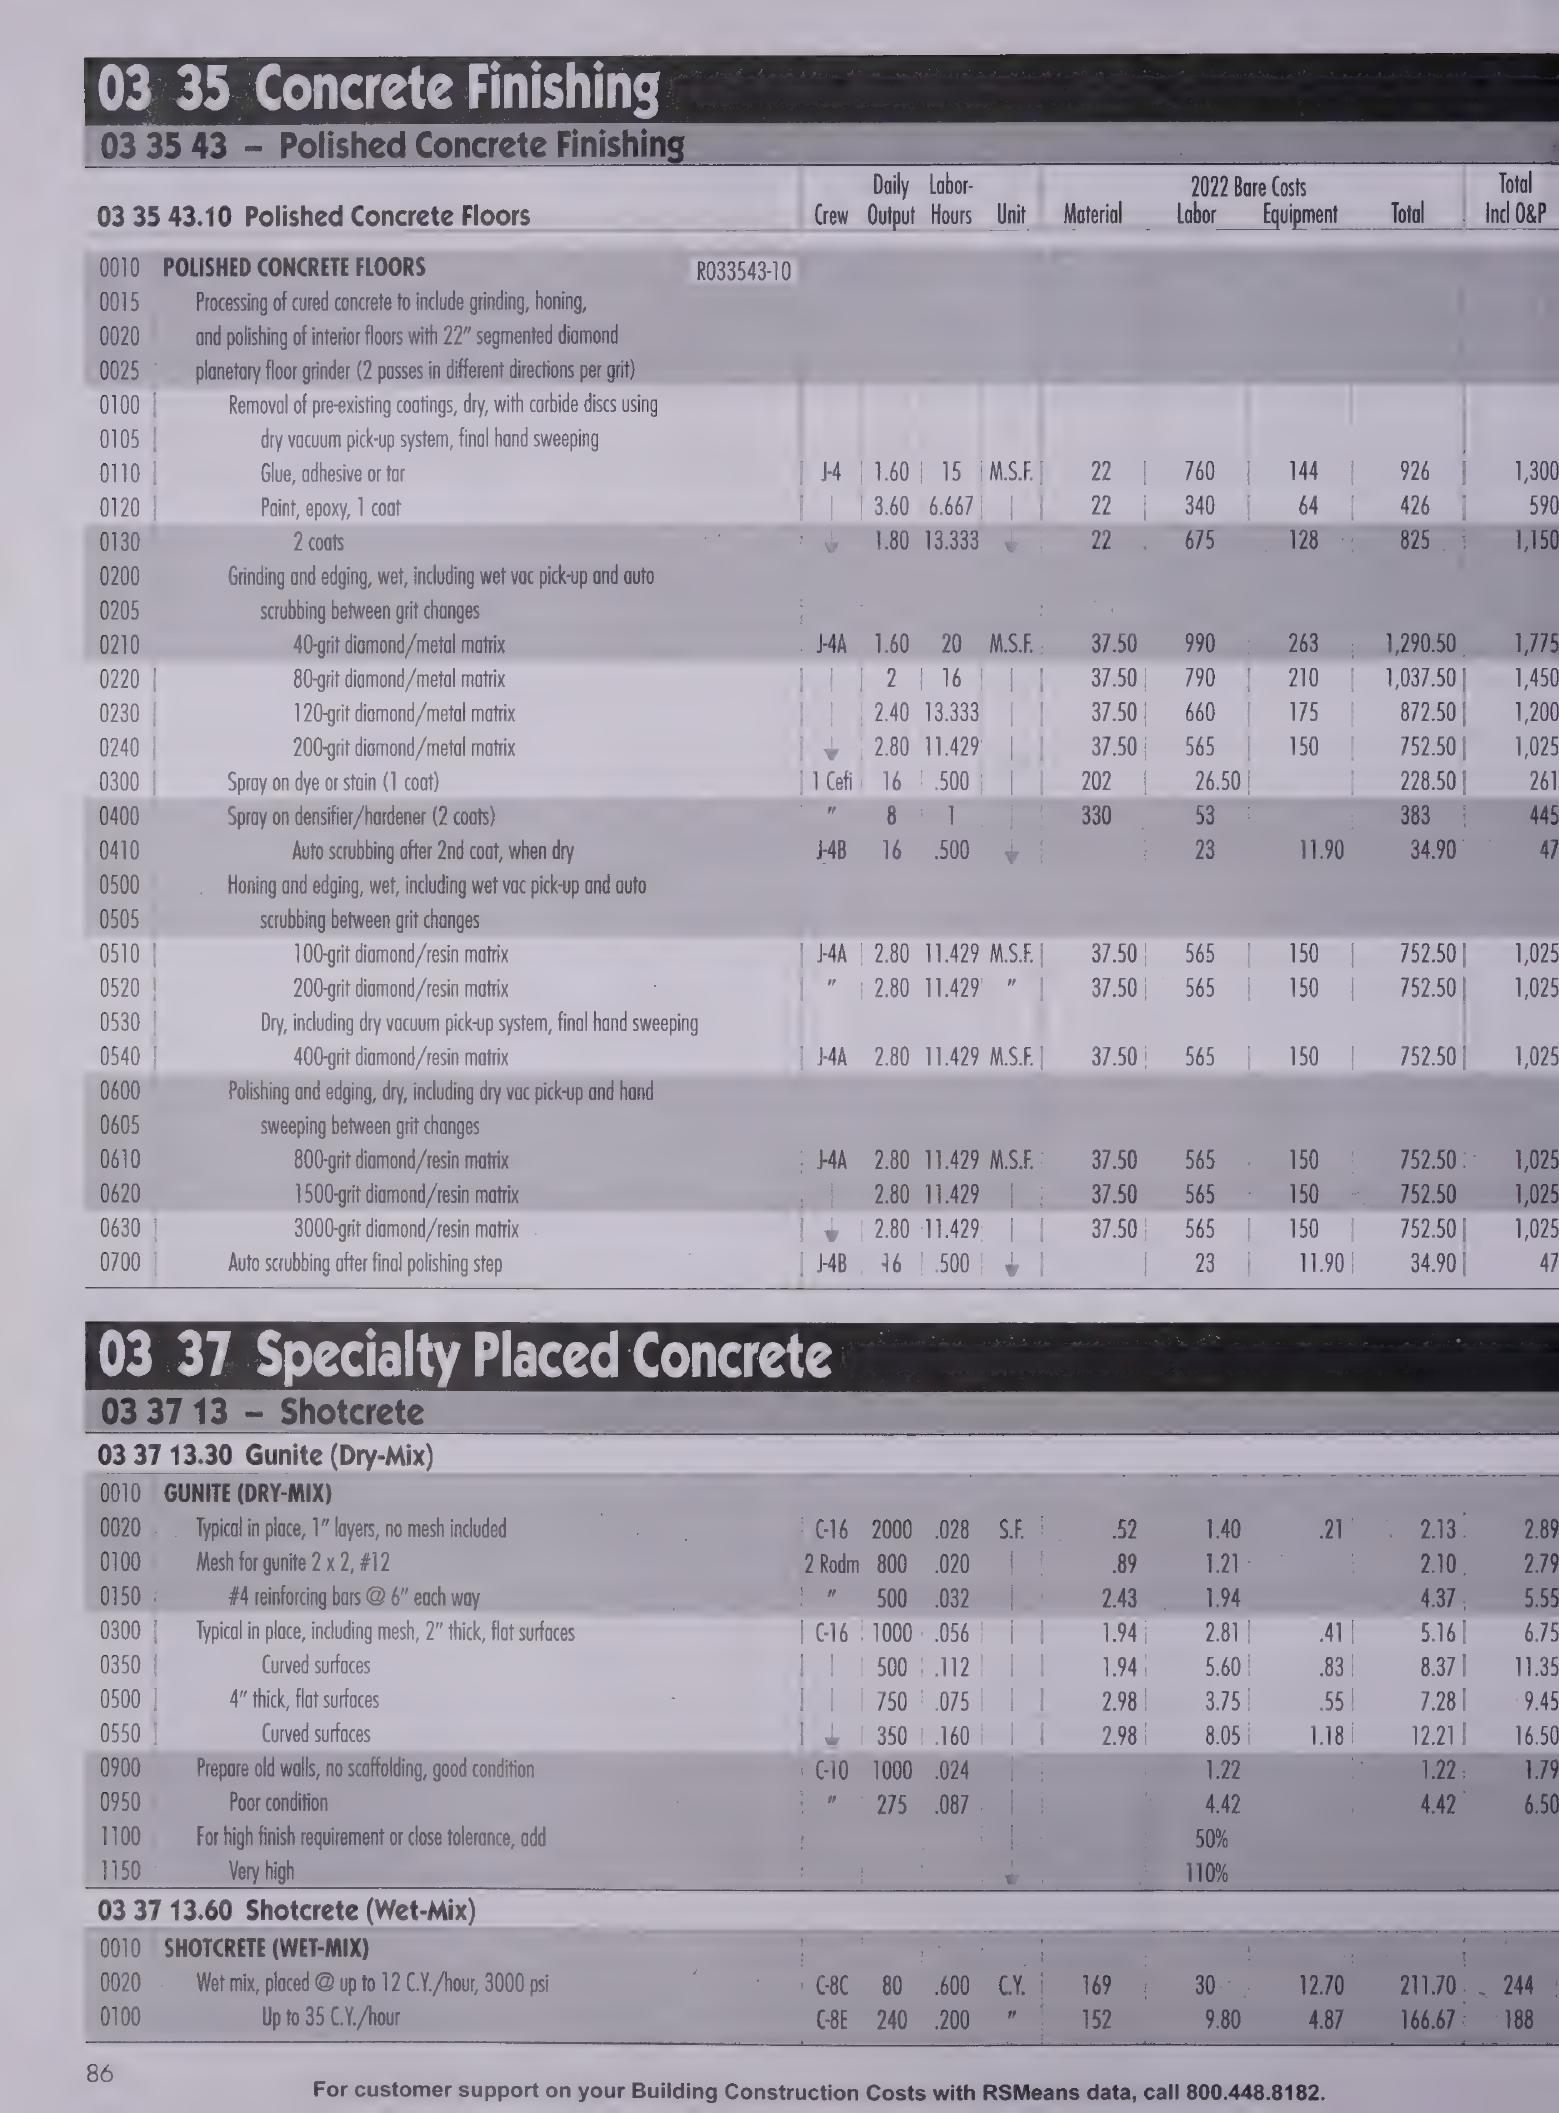 03 35 Concrete Finishing
03 35 43 – Polished Concrete Finishing
Daily Labor- 2022 Bare Costs Total
03 35 43.10 Polished Concrete Floors Crew Output Hours Unit Material Labor Equipment Total Incl O&P
0010 POLISHED CONCRETE FLOORS R033543-10
0015 Processing of cured concrete to include grinding, honing,
0020 and polishing of interior floors with 22" segmented diamond
0025 planetary floor grinder (2 passes in different directions per grit)
0100 Removal of pre-existing coatings, dry, with carbide discs using
0105 dry vacuum pick-up system, final hand sweeping
0110 Glue, adhesive or tar J-4 1.60 15 M.S.F. 22 760 144 926 1,300
0120 Paint, epoxy, 1 coat 3.60 6.667 22 340 64 426 590
0130 2 coats 1.80 13.333 22 675 128 825 1,150
0200 Grinding and edging, wet, including wet vac pick-up and auto
0205 scrubbing between grit changes
0210 40-grit diamond/metal matrix J-4A 1.60 20 M.S.F. 37.50 990 263 1,290.50 1,775
0220 80-grit diamond/metal matrix 2 16 37.50 790 210 1,037.50 1,450
0230 120-grit diamond/metal matrix 2.40 13.333 37.50 660 175 872.50 1,200
0240 200-grit diamond/metal matrix 2.80 11.429 37.50 565 150 752.50 1,025
0300 Spray on dye or stain (1 coat) 1 Cefi 16 .500 202 26.50 228.50 261
0400 Spray on densifier/hardener (2 coats) " 8 1 330 53 383 445
0410 Auto scrubbing after 2nd coat, when dry J-4B 16 .500 23 11.90 34.90 47
0500 Honing and edging, wet, including wet vac pick-up and auto
0505 scrubbing between grit changes
0510 100-grit diamond/resin matrix J-4A 2.80 11.429 M.S.F. 37.50 565 150 752.50 1,025
0520 200-grit diamond/resin matrix " 2.80 11.429 " 37.50 565 150 752.50 1,025
0530 Dry, including dry vacuum pick-up system, final hand sweeping
0540 400-grit diamond/resin matrix J-4A 2.80 11.429 M.S.F. 37.50 565 150 752.50 1,025
0600 Polishing and edging, dry, including dry vac pick-up and hand
0605 sweeping between grit changes
0610 800-grit diamond/resin matrix J-4A 2.80 11.429 M.S.F. 37.50 565 150 752.50 1,025
0620 1500-grit diamond/resin matrix 2.80 11.429 37.50 565 150 752.50 1,025
0630 3000-grit diamond/resin matrix 2.80 11.429 37.50 565 150 752.50 1,025
0700 Auto scrubbing after final polishing step J-4B 16 .500 23 11.90 34.90 47
03 37 Specialty Placed Concrete
03 37 13 – Shotcrete
03 37 13.30 Gunite (Dry-Mix)
0010 GUNITE (DRY-MIX)
0020 Typical in place, 1" layers, no mesh included C-16 2000 .028 S.F. .52 1.40 .21 2.13 2.89
0100 Mesh for gunite 2 x 2, #12 2 Rodm 800 .020 .89 1.21 2.10 2.79
0150 #4 reinforcing bars @ 6" each way " 500 .032 2.43 1.94 4.37 5.55
0300 Typical in place, including mesh, 2" thick, flat surfaces C-16 1000 .056 1.94 2.81 .41 5.16 6.75
0350 Curved surfaces 500 .112 1.94 5.60 .83 8.37 11.35
0500 4" thick, flat surfaces 750 .075 2.98 3.75 .55 7.28 9.45
0550 Curved surfaces 350 .160 2.98 8.05 1.18 12.21 16.50
0900 Prepare old walls, no scaffolding, good condition C-10 1000 .024 1.22 1.22 1.79
0950 Poor condition " 275 .087 4.42 4.42 6.50
1100 For high finish requirement or close tolerance, add 50%
1150 Very high 110%
03 37 13.60 Shotcrete (Wet-Mix)
0010 SHOTCRETE (WET-MIX)
0020 Wet mix, placed @ up to 12 C.Y./hour, 3000 psi C-8C 80 .600 C.Y. 169 30 12.70 211.70 244
0100 Up to 35 C.Y./hour C-8E 240 .200 " 152 9.80 4.87 166.67 188
86
For customer support on your Building Construction Costs with RSMeans data, call 800.448.8182.